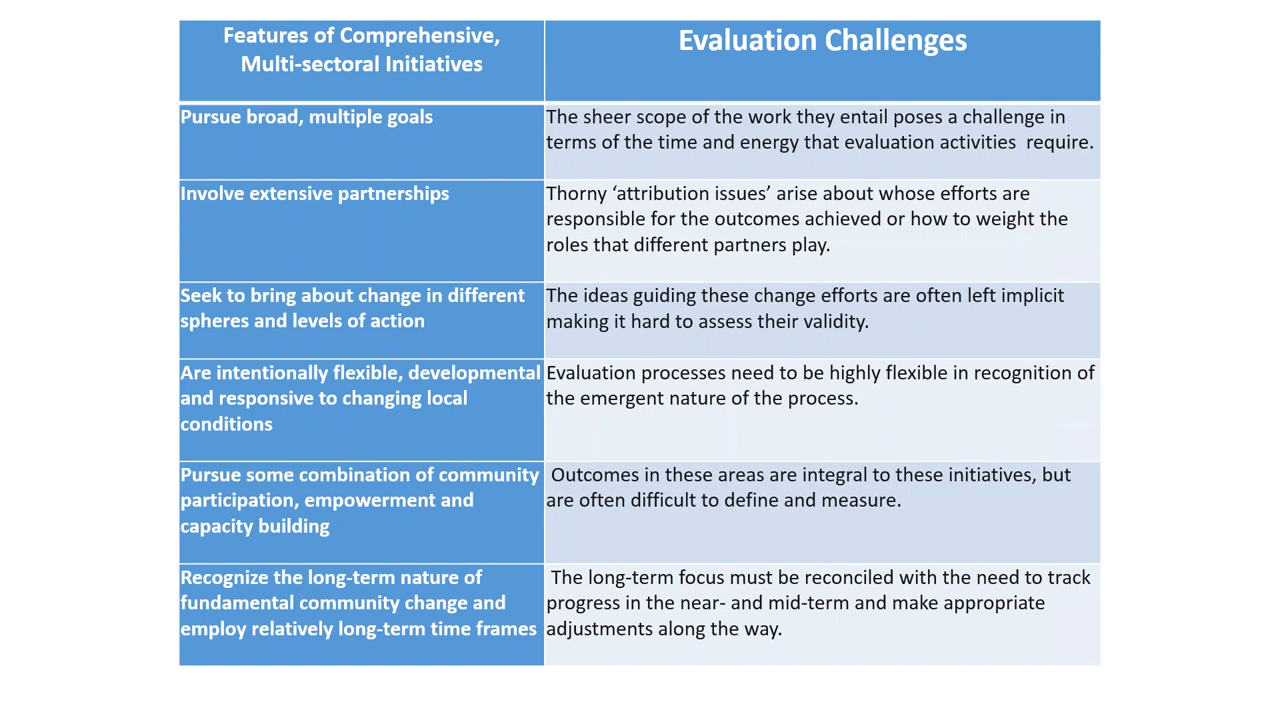 Features of Comprehensive,
Multi-sectoral Initiatives
Evaluation Challenges
Pursue broad, multiple goals
The sheer scope of the work they entail poses a challenge in
terms of the time and energy that evaluation activities  require.
Involve extensive partnerships
Thorny ‘attribution issues’ arise about whose efforts are
responsible for the outcomes achieved or how to weight the
roles that different partners play.
Seek to bring about change in different
spheres and levels of action
The ideas guiding these change efforts are often left implicit
making it hard to assess their validity.
Are intentionally flexible, developmental
and responsive to changing local
conditions
Evaluation processes need to be highly flexible in recognition of
the emergent nature of the process.
Pursue some combination of community
participation, empowerment and
capacity building
Outcomes in these areas are integral to these initiatives, but
are often difficult to define and measure.
Recognize the long-term nature of
fundamental community change and
employ relatively long-term time frames
The long-term focus must be reconciled with the need to track
progress in the near- and mid-term and make appropriate
adjustments along the way.